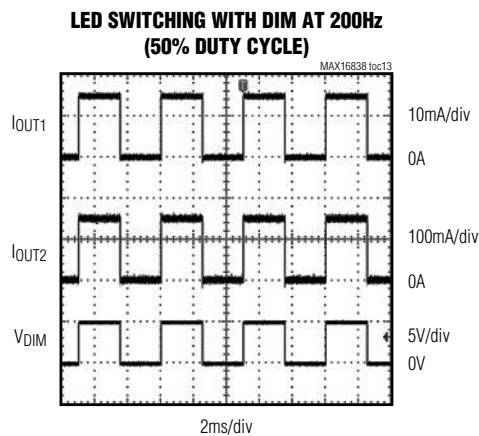 LED SWITCHING WITH DIM AT 200Hz
(50% DUTY CYCLE)
MAX16838 toc13
IOUT1
10mA/div
0A
IOUT2
100mA/div
0A
VDIM
5V/div
0V
2ms/div